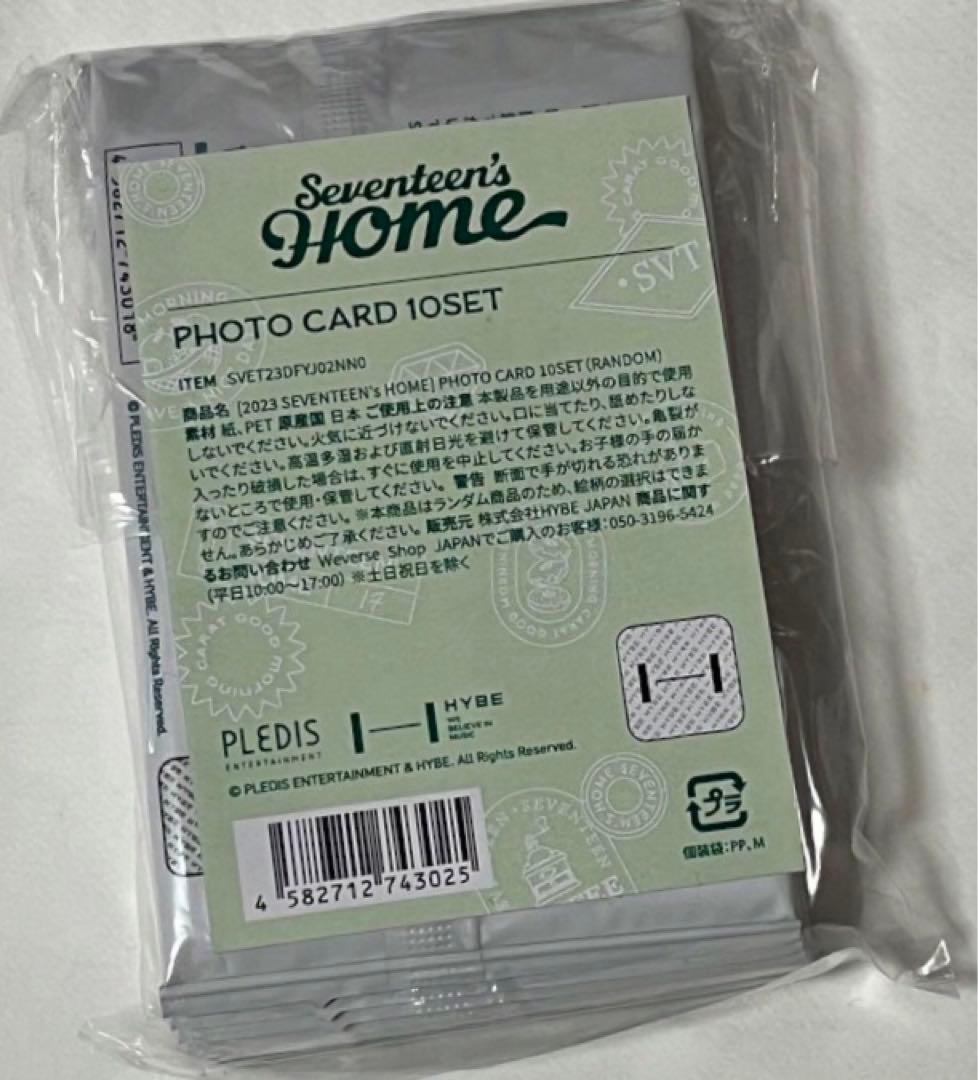 Seventeen's
Home
PHOTO CARD 10SET
ITEM SVET23DFYJ02NN0
商品名 [2023 SEVENTEEN's HOME] PHOTO CARD 10SET(RANDOM)
素材 紙、PET 原産国 日本 ご使用上の注意 本製品を用途以外の目的で使用
しないでください。火気に近づけないでください。口に当てたり、舐めたりしな
いでください。高温多湿および直射日光を避けて保管してください。亀裂が
入ったり破損した場合は、すぐに使用を中止してください。お子様の手の届か
ないところで使用・保管してください。 警告 断面で手が切れる恐れがありま
すのでご注意ください。※本商品はランダム商品のため、絵柄の選択はできま
せん。あらかじめご了承ください。 販売元 株式会社HYBE JAPAN 商品に関す
るお問い合わせ Weverse Shop JAPANでご購入のお客様:050-3196-5424
(平日10:00～17:00) ※土日祝日を除く
SVT
CARAT GOOD morning
17
PLEDIS
ENTERTAINMENT
HYBE
WE
BELIEVE IN
MUSIC
© PLEDIS ENTERTAINMENT & HYBE. All Rights Reserved.
4 582712 743025
HOME SEVENTEEN'S
SEVENTEEN
プラ
個装袋:PP、M
© PLEDIS ENTERTAINMENT & HYBE. All Rights Reserved.